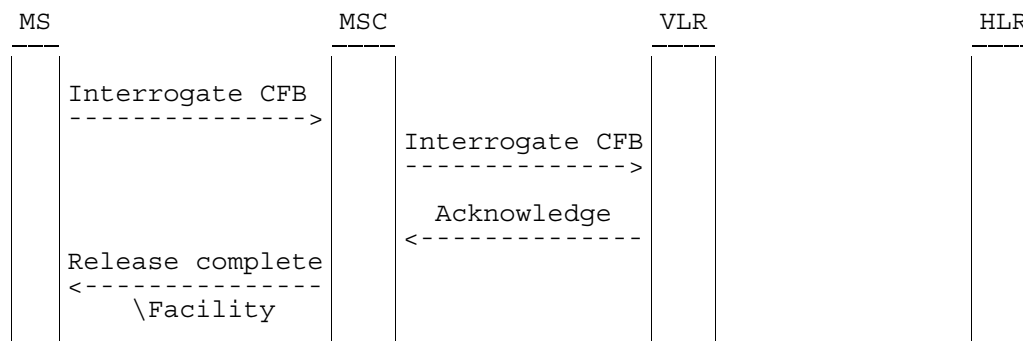 MS MSC VLR HLR
Interrogate CFB
--------------->
Interrogate CFB
-------------->
Acknowledge
<--------------
Release complete
<---------------
\Facility